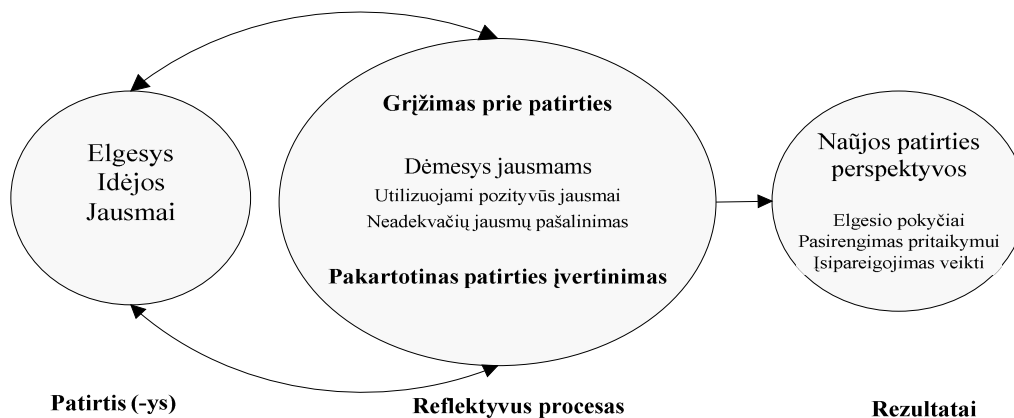 Elgesys
Idėjos
Jausmai
Grįžimas prie patirties
Dėmesys jausmams
Utilizuojami pozityvūs jausmai
Neadekvačių jausmų pašalinimas
Pakartotinas patirties įvertinimas
Naũjos patirties
perspektyvos
Elgesio pokyčiai
Pasirengimas pritaikymui
Įsipareigojimas veikti
Patirtis (-ys)
Reflektyvus procesas
Rezultatai